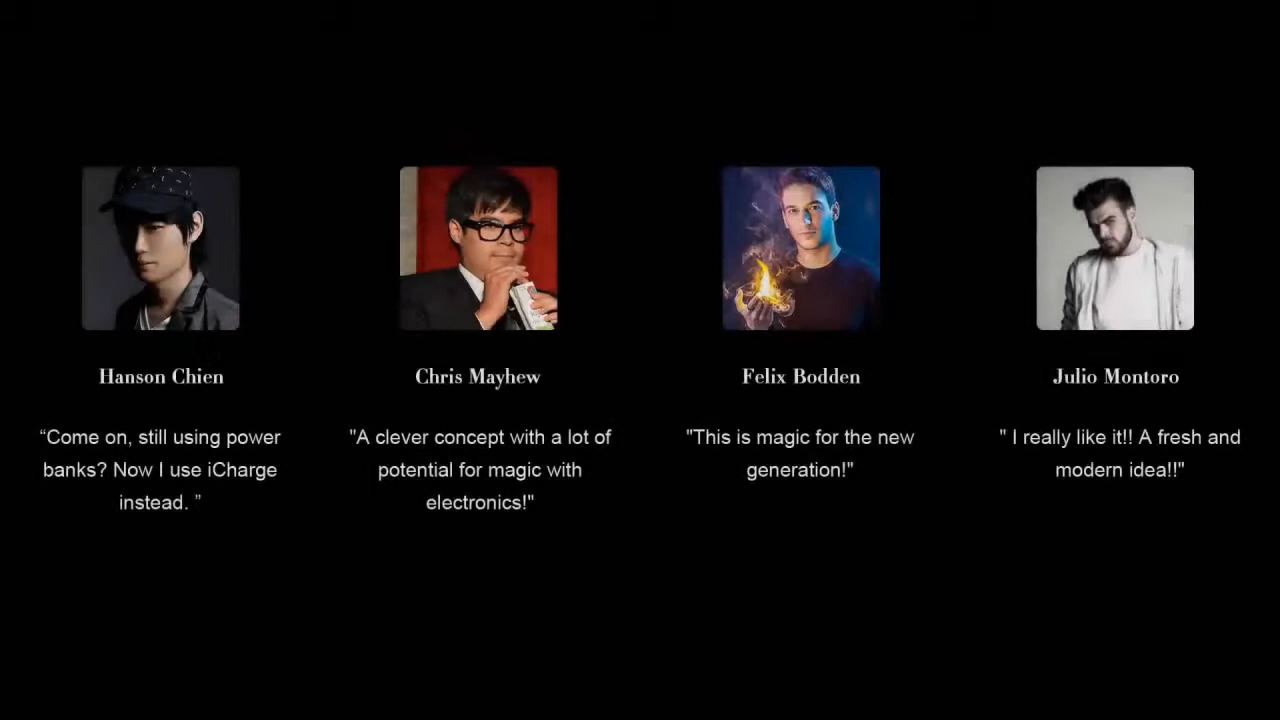 Hanson Chien
“Come on, still using power
banks? Now I use iCharge
instead. ”
Chris Mayhew
"A clever concept with a lot of
potential for magic with
electronics!"
Felix Bodden
"This is magic for the new
generation!"
Julio Montoro
" I really like it!! A fresh and
modern idea!!"